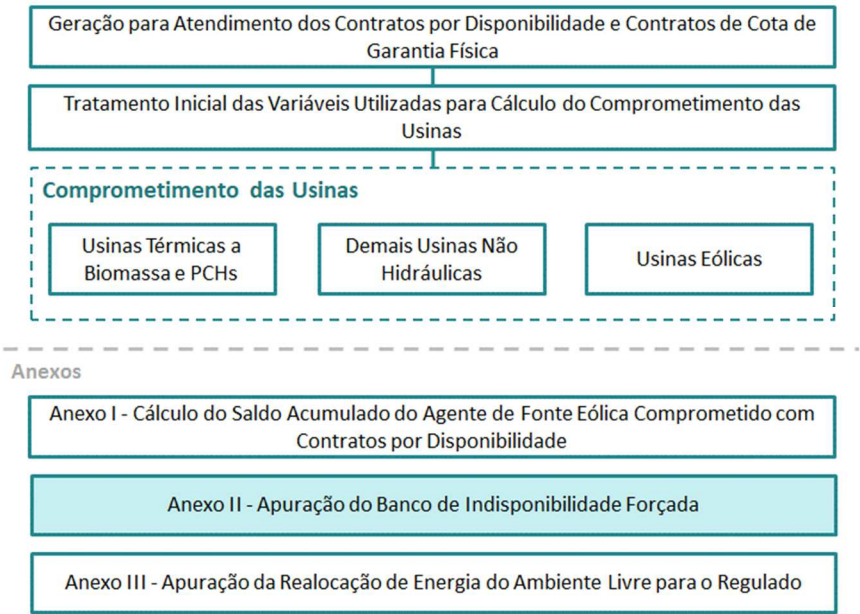 Geração para Atendimento dos Contratos por Disponibilidade e Contratos de Cota de
Garantia Física
Tratamento Inicial das Variáveis Utilizadas para Cálculo do Comprometimento das
Usinas
Comprometimento das Usinas
Usinas Térmicas a
Biomassa e PCHs
Demais Usinas Não
Hidráulicas
Usinas Eólicas
Anexos
Anexo I - Cálculo do Saldo Acumulado do Agente de Fonte Eólica Comprometido com
Contratos por Disponibilidade
Anexo II - Apuração do Banco de Indisponibilidade Forçada
Anexo III - Apuração da Realocação de Energia do Ambiente Livre para o Regulado